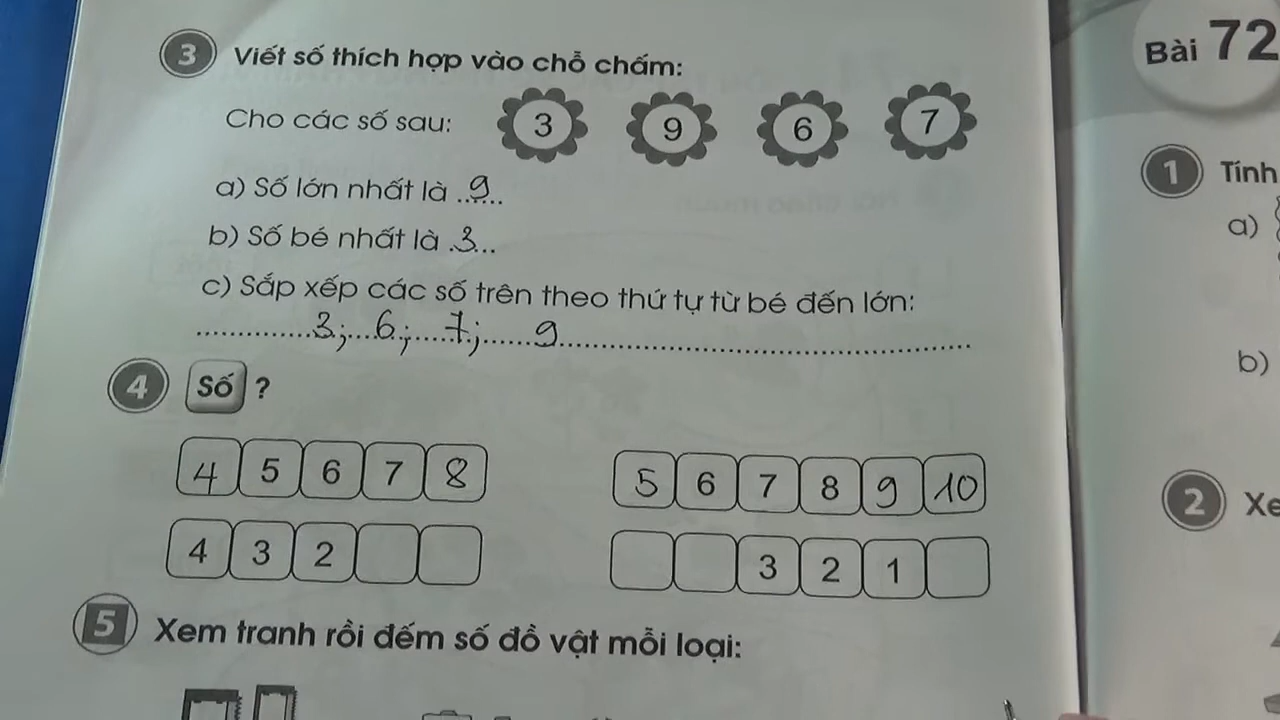 3 Viết số thích hợp vào chỗ chấm:
Cho các số sau: 3 9 6 7
a) Số lớn nhất là ..9....
b) Số bé nhất là .3...
c) Sắp xếp các số trên theo thứ tự từ bé đến lớn:
3; 6; 7; 9
4 Số ?
4 5 6 7 8
5 6 7 8 9 10
4 3 2
3 2 1
5 Xem tranh rồi đếm số đồ vật mỗi loại:
Bài 72
1 Tính
a)
b)
2 Xe